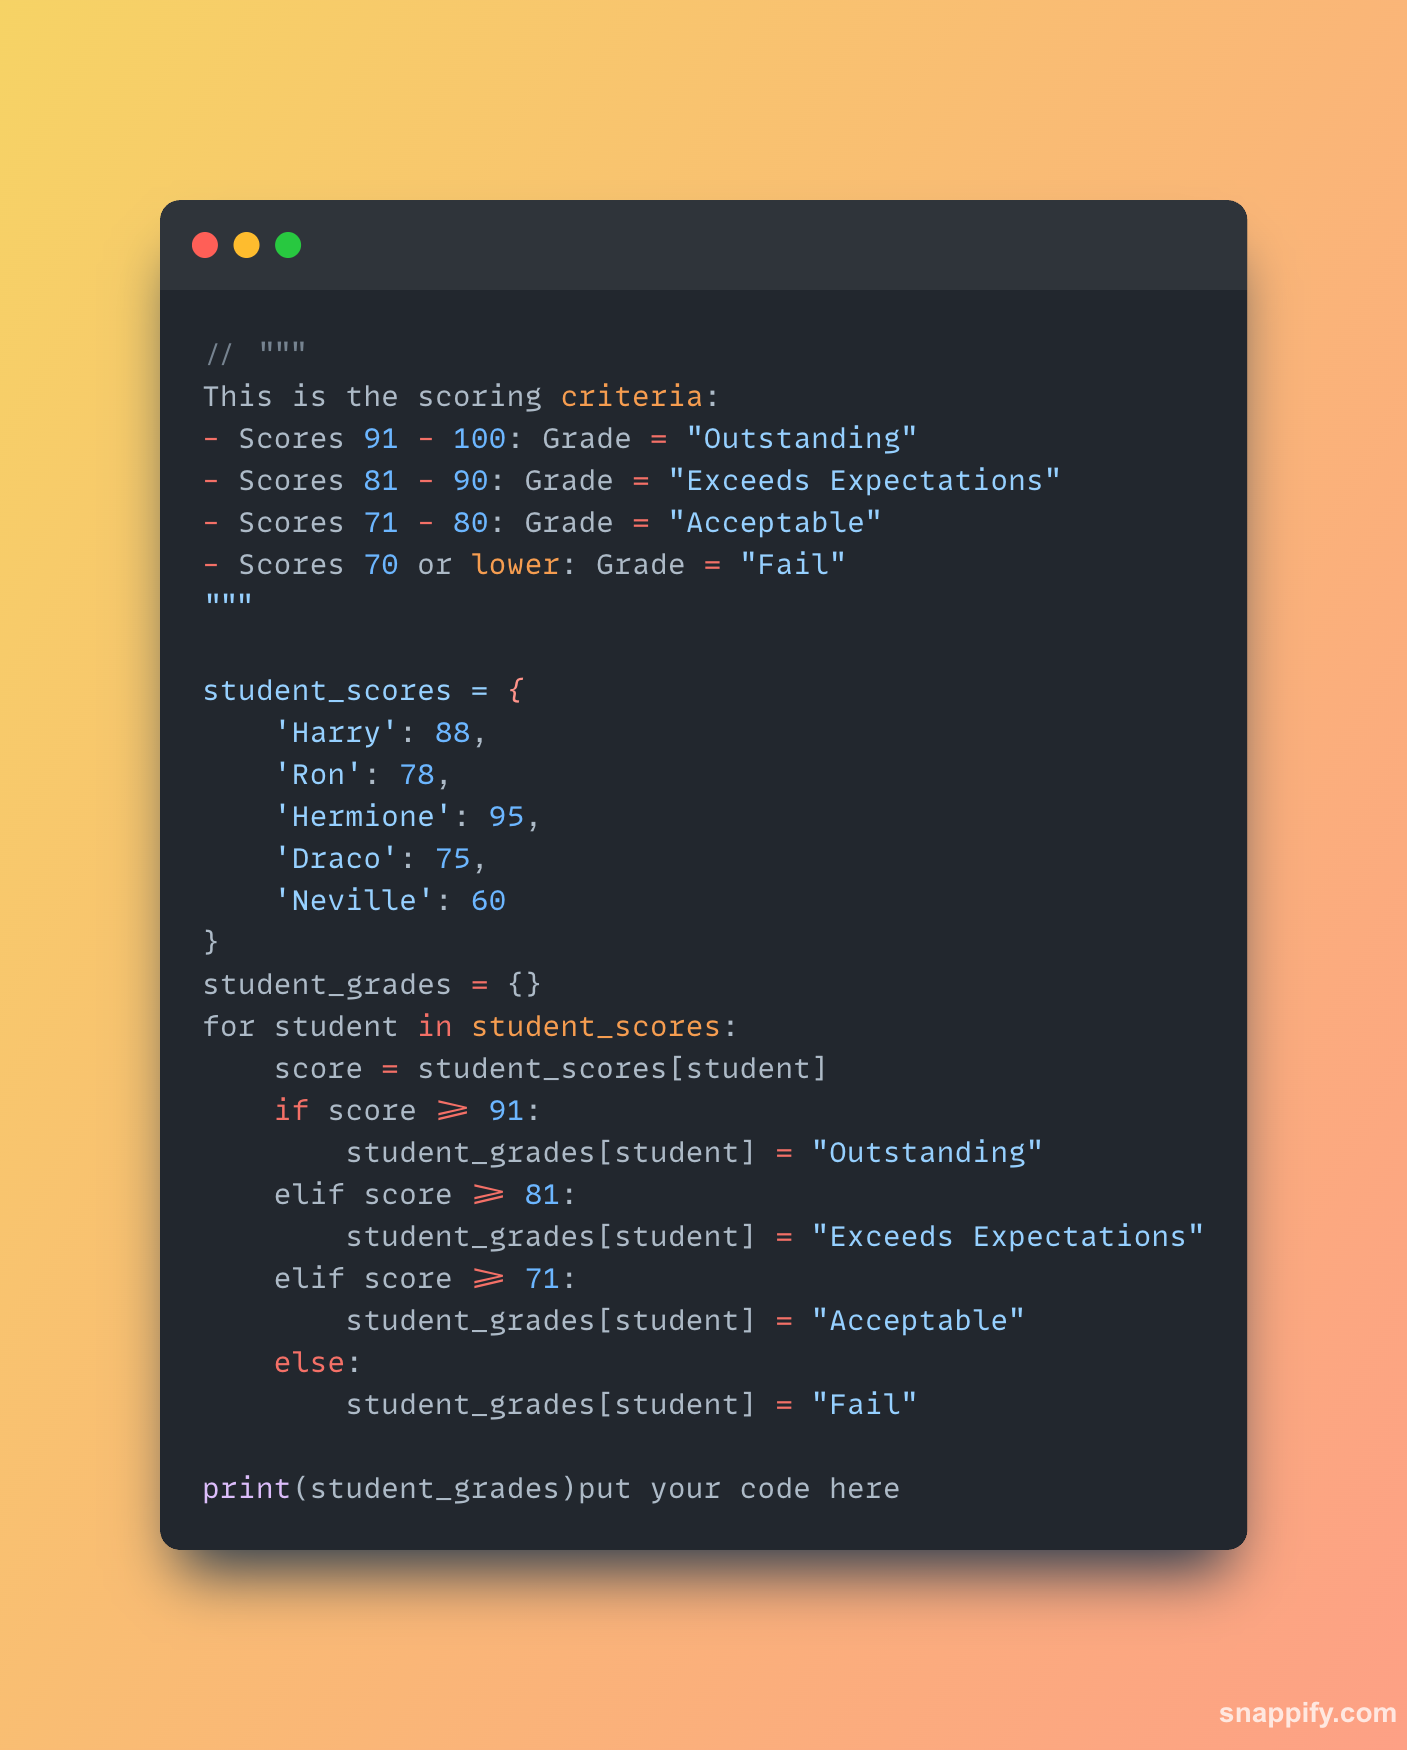 // """
This is the scoring criteria:
- Scores 91 - 100: Grade = "Outstanding"
- Scores 81 - 90: Grade = "Exceeds Expectations"
- Scores 71 - 80: Grade = "Acceptable"
- Scores 70 or lower: Grade = "Fail"
"""

student_scores = {
    'Harry': 88,
    'Ron': 78,
    'Hermione': 95,
    'Draco': 75,
    'Neville': 60
}
student_grades = {}
for student in student_scores:
    score = student_scores[student]
    if score >= 91:
        student_grades[student] = "Outstanding"
    elif score >= 81:
        student_grades[student] = "Exceeds Expectations"
    elif score >= 71:
        student_grades[student] = "Acceptable"
    else:
        student_grades[student] = "Fail"

print(student_grades)put your code here
snappify.com